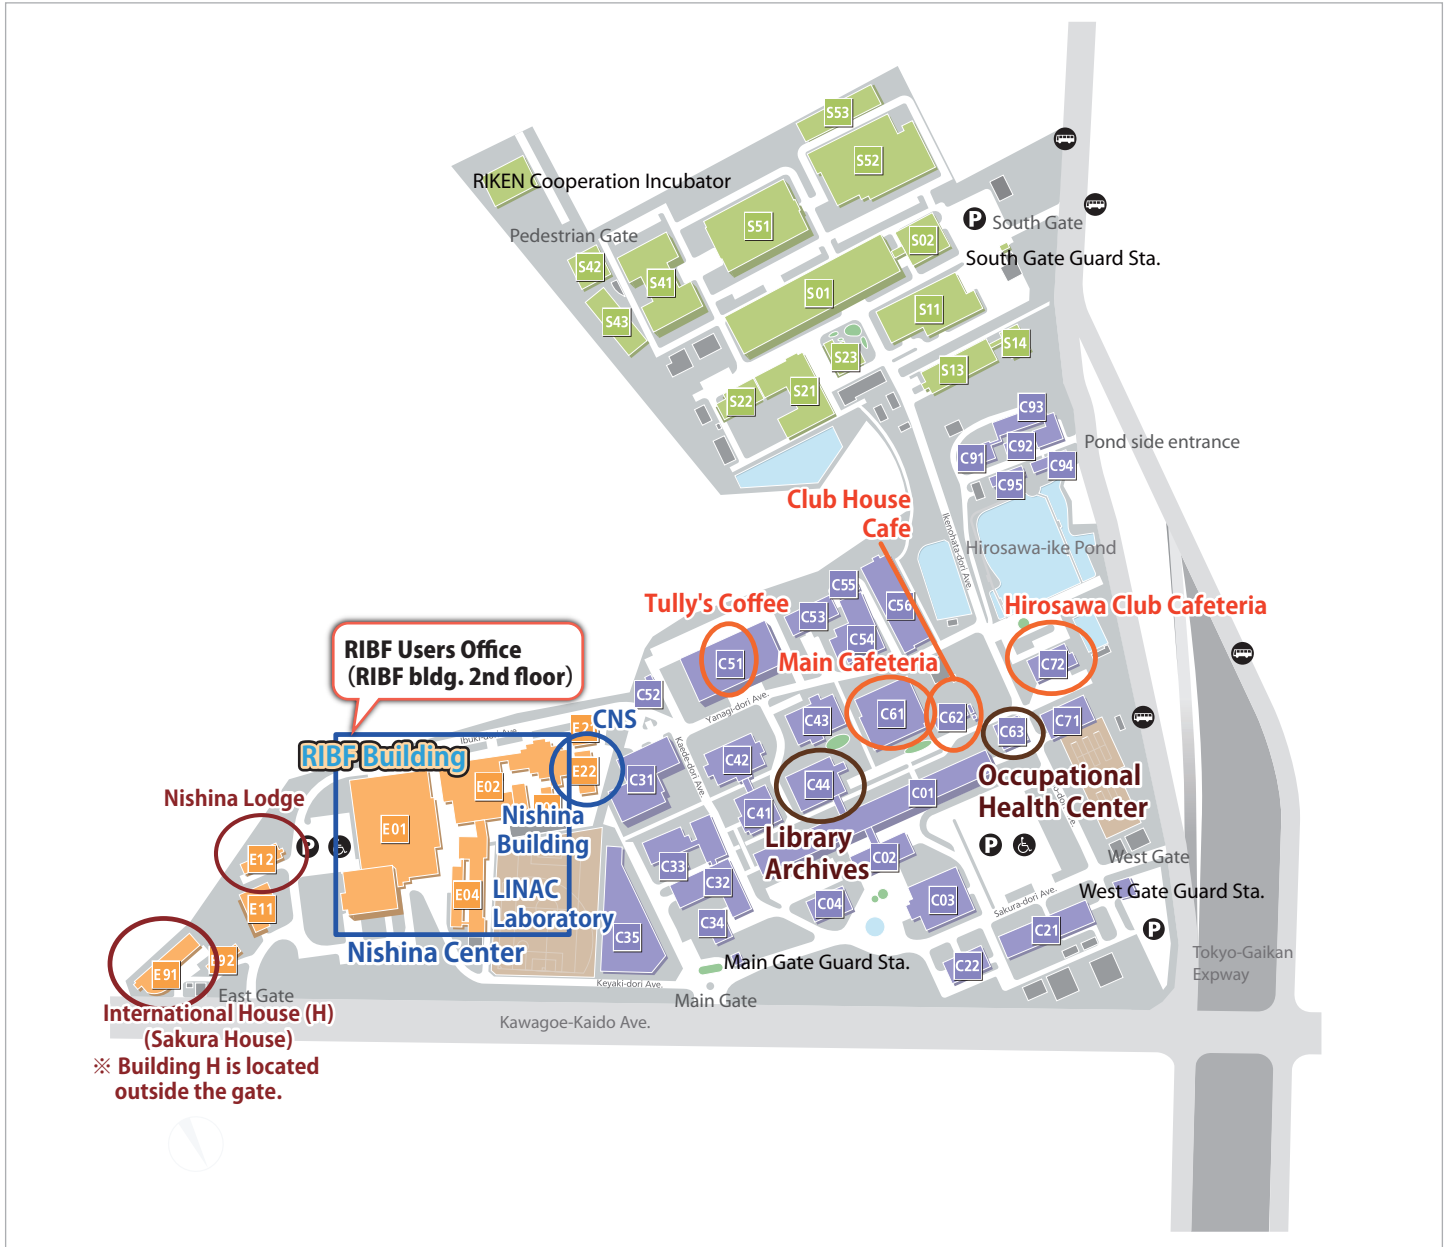 S53
S52
RIKEN Cooperation Incubator
S51
P
South Gate
Pedestrian Gate
S02
South Gate Guard Sta.
S42
S41
S01
S11
S43
S14
S23
S13
S21
S22
C93
C92
Pond side entrance
C91
C94
C95
Club House
Cafe
Ikenohata-dori Ave.
Hirosawa-ike Pond
C55
C56
Tully's Coffee
Hirosawa Club Cafeteria
C53
C54
RIBF Users Office
(RIBF bldg. 2nd floor)
C51
Main Cafeteria
C72
C52
Yanagi-dori Ave.
C43
C61
C62
C71
CNS
C63
Ibuki-dori Ave.
RIBF Building
Kaede-dori Ave.
C42
E22
C31
E02
C44
C01
Occupational
Health Center
Nishina Lodge
Nishina
Building
C41
Library
Archives
E01
P
P
E12
C33
C02
West Gate
C32
LINAC
Laboratory
E04
C03
Sakura-dori Ave.
West Gate Guard Sta.
E11
C04
C34
C35
C21
P
Nishina Center
Tokyo-Gaikan
Expway
E92
E91
Main Gate Guard Sta.
C22
East Gate
Keyaki-dori Ave.
Main Gate
International House (H)
(Sakura House)
Kawagoe-Kaido Ave.
※ Building H is located
outside the gate.